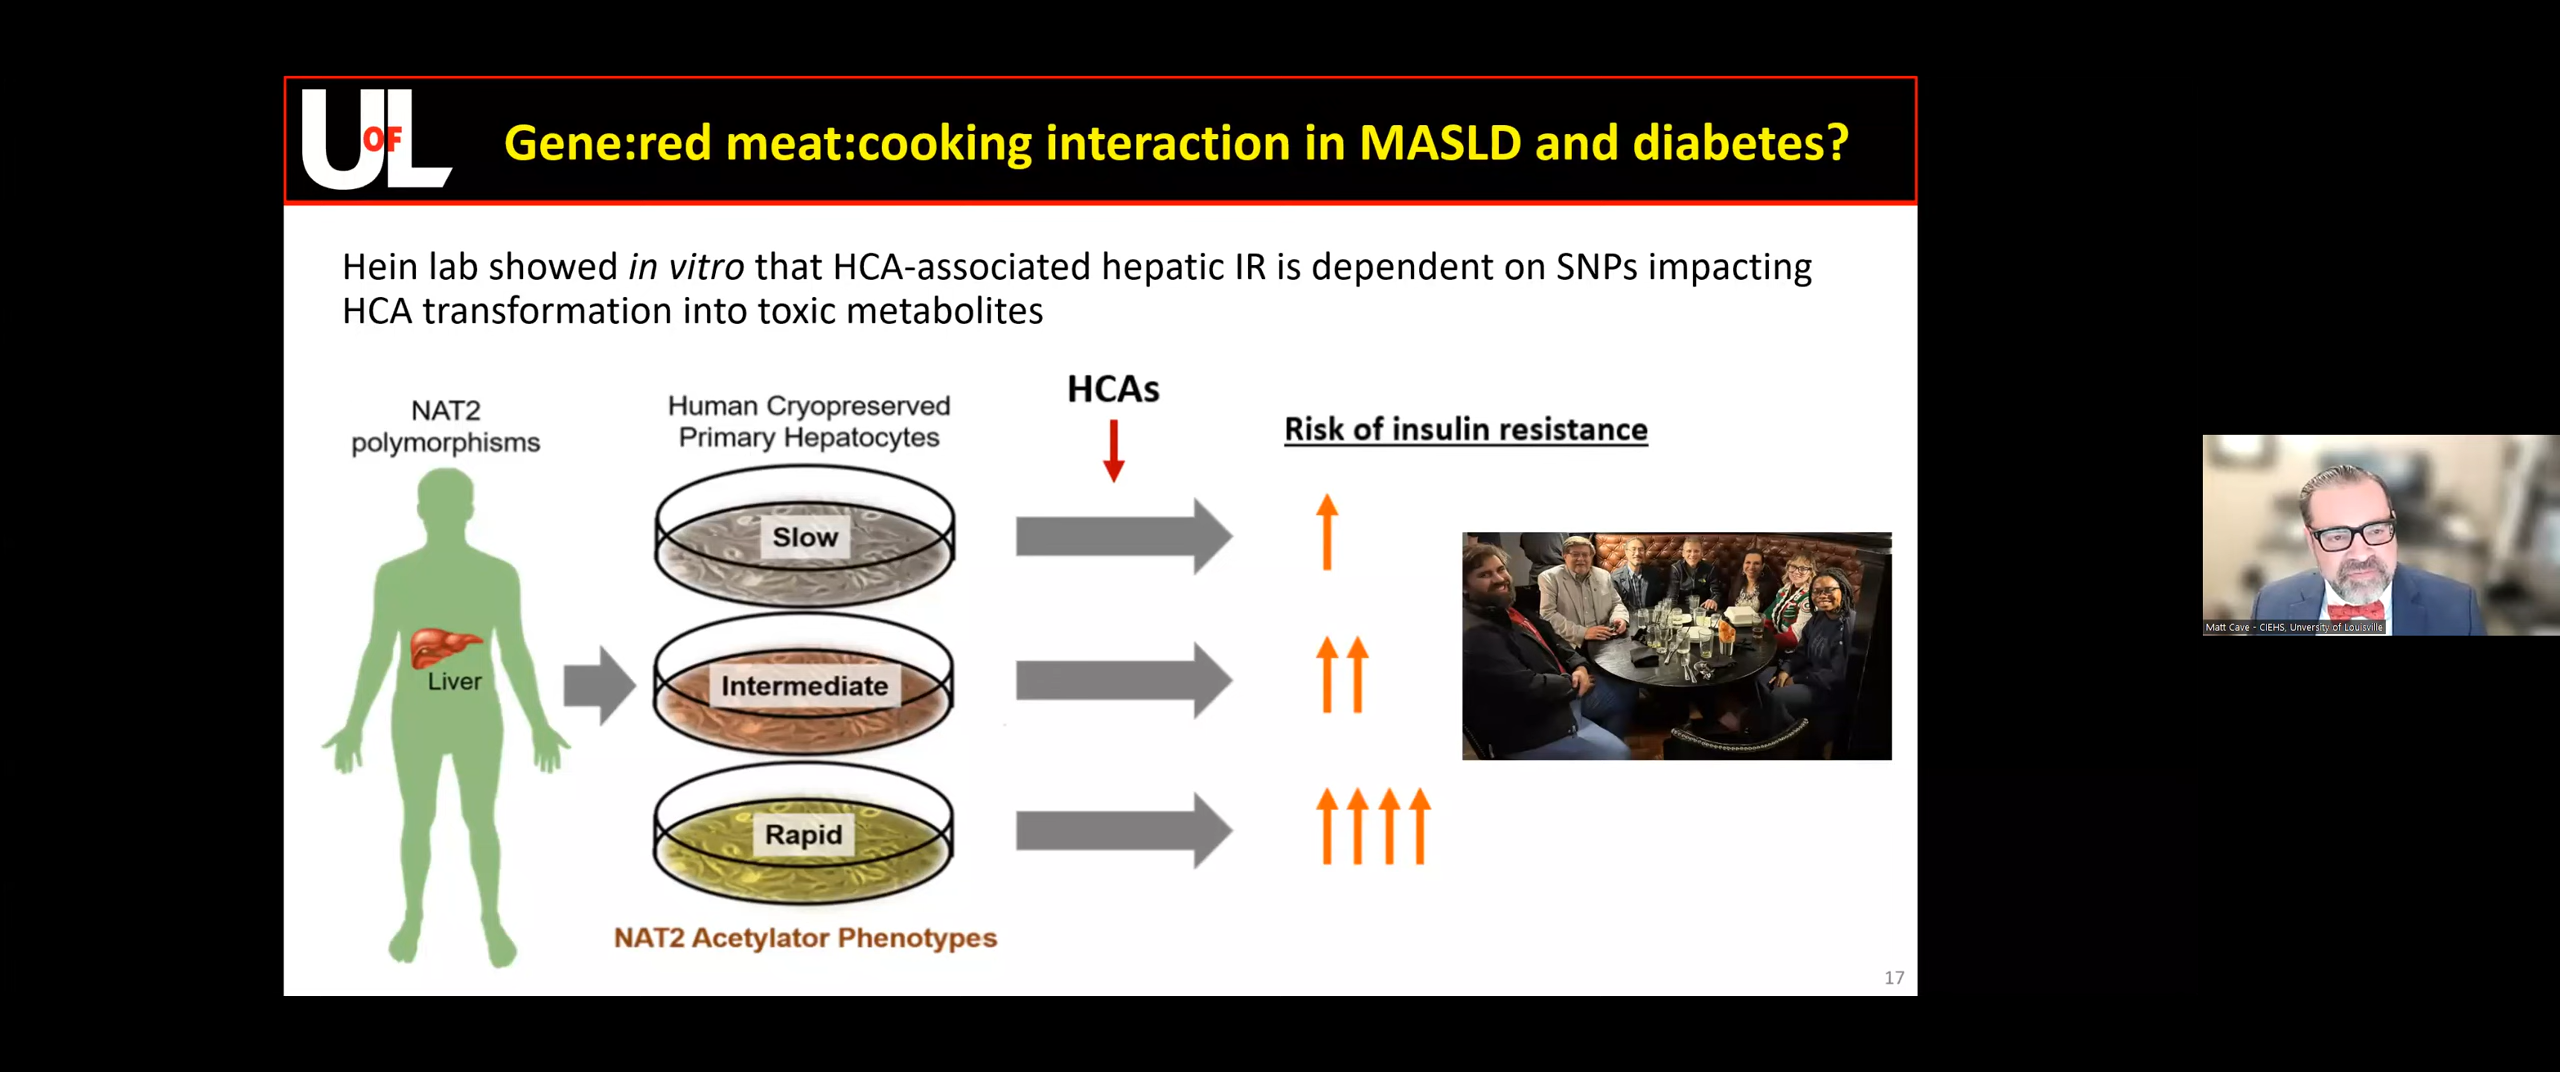 UofL
Gene:red meat:cooking interaction in MASLD and diabetes?
Hein lab showed in vitro that HCA-associated hepatic IR is dependent on SNPs impacting
HCA transformation into toxic metabolites
NAT2
polymorphisms
Liver
Human Cryopreserved
Primary Hepatocytes
Slow
Intermediate
Rapid
NAT2 Acetylator Phenotypes
HCAs
Risk of insulin resistance
17
Matt Cave - CIEHS, Unversity of Louisville